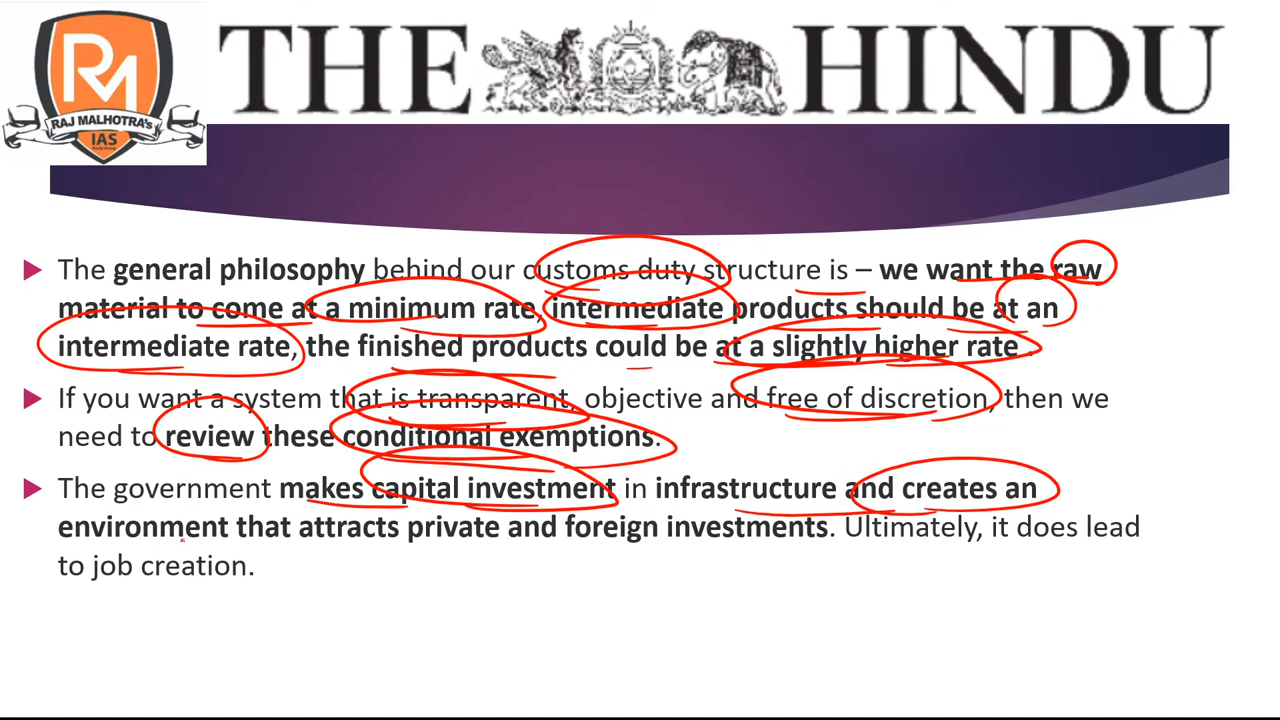 RM
RAJ MALHOTRA'S
IAS
THE HINDU
The general philosophy behind our customs duty structure is – we want the raw
material to come at a minimum rate, intermediate products should be at an
intermediate rate, the finished products could be at a slightly higher rate .
If you want a system that is transparent, objective and free of discretion, then we
need to review these conditional exemptions.
The government makes capital investment in infrastructure and creates an
environment that attracts private and foreign investments. Ultimately, it does lead
to job creation.